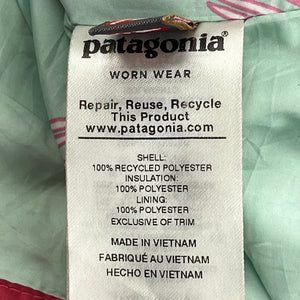 patagonia®
WORN WEAR
Repair, Reuse, Recycle
This Product
www.patagonia.com
SHELL:
100% RECYCLED POLYESTER
INSULATION:
100% POLYESTER
LINING:
100% POLYESTER
EXCLUSIVE OF TRIM
MADE IN VIETNAM
FABRIQUÉ AU VIETNAM
HECHO EN VIETNAM